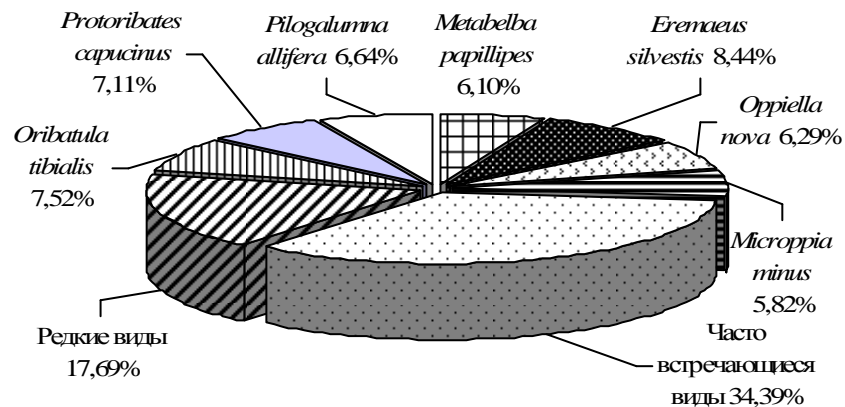 Protoribates
capucinus
7,11%
Pilogalumna
allifera 6,64%
Metabelba
papillipes
6,10%
Eremaeus
silvestis 8,44%
Oppiella
nova 6,29%
Oribatula
tibialis
7,52%
Microppia
minus
5,82%
Редкие виды
17,69%
Часто
встречающиеся
виды 34,39%